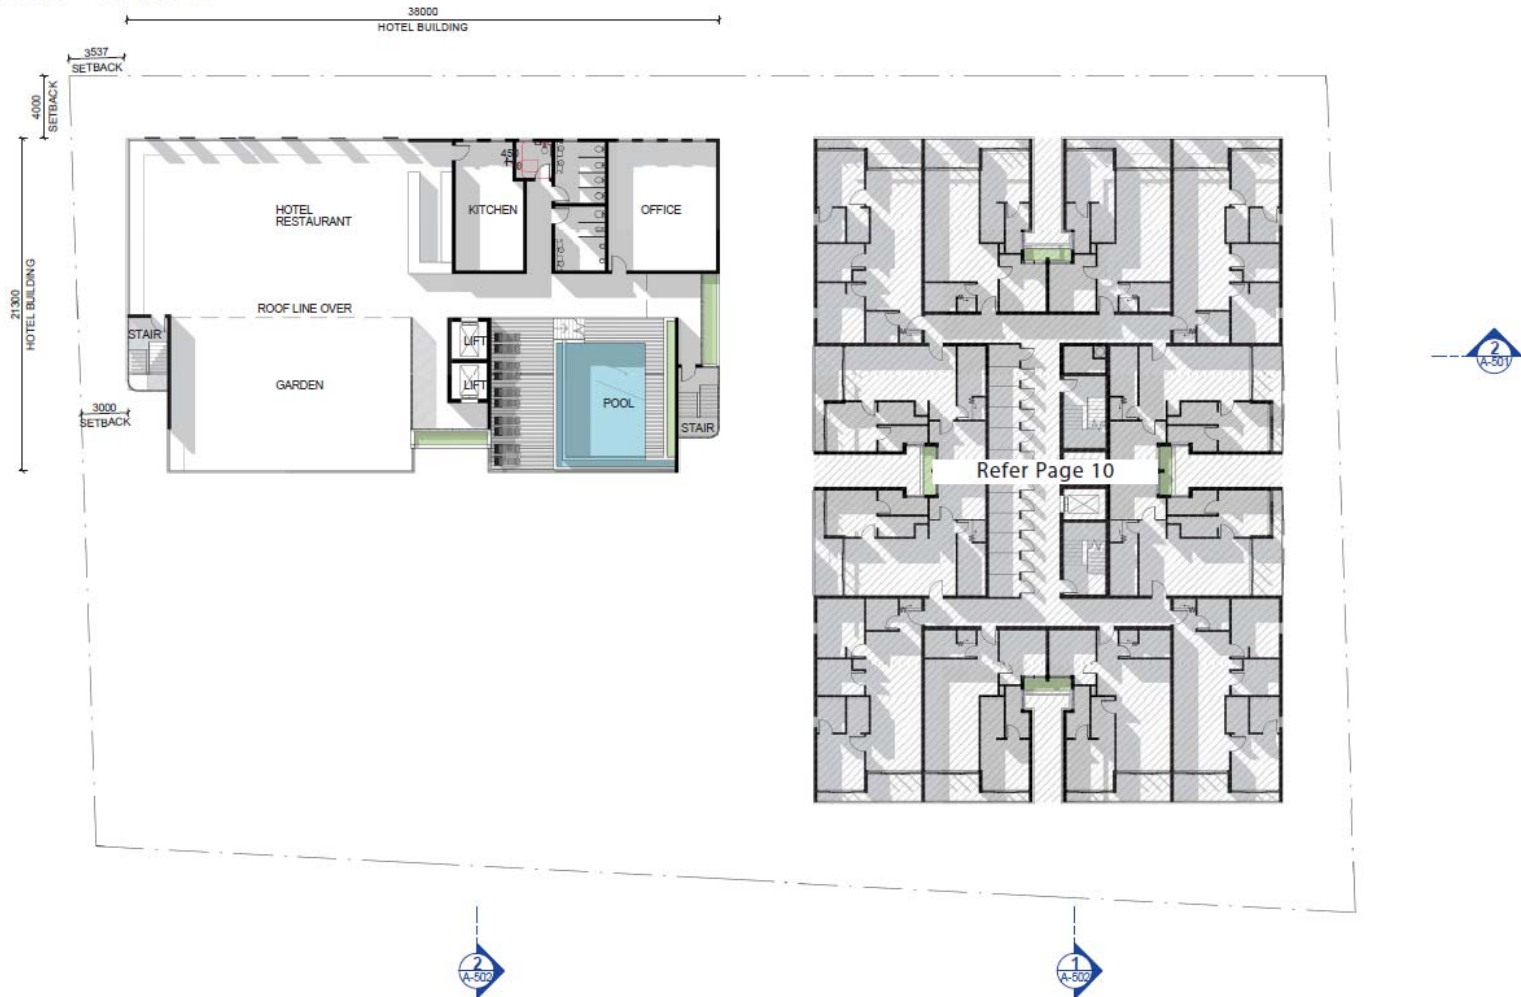 38000
HOTEL BUILDING
3537
SETBACK
4000
SETBACK
21300
HOTEL BUILDING
HOTEL
RESTAURANT
KITCHEN
OFFICE
ROOF LINE OVER
STAIR
LIFT
LIFT
GARDEN
POOL
STAIR
3000
SETBACK
Refer Page 10
2
A-501
2
A-502
1
A-502